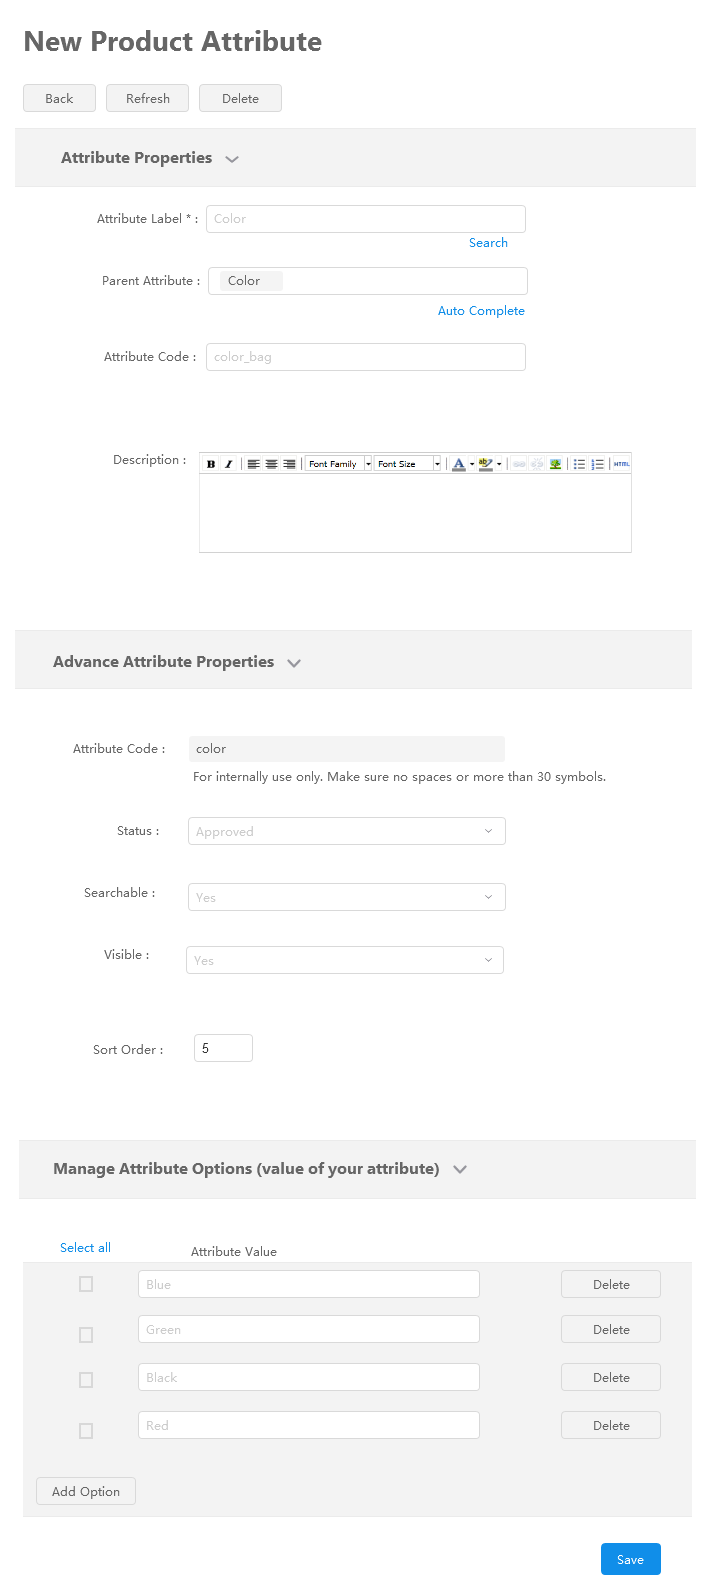 New Product Attribute
Back Refresh Delete
Attribute Properties
Attribute Label * : Color
Search
Parent Attribute : Color
Auto Complete
Attribute Code : color_bag
Description : B I Font Family Font Size A ab HTML
Advance Attribute Properties
Attribute Code : color
For internally use only. Make sure no spaces or more than 30 symbols.
Status : Approved
Searchable : Yes
Visible : Yes
Sort Order : 5
Manage Attribute Options (value of your attribute)
Select all Attribute Value
Blue Delete
Green Delete
Black Delete
Red Delete
Add Option
Save